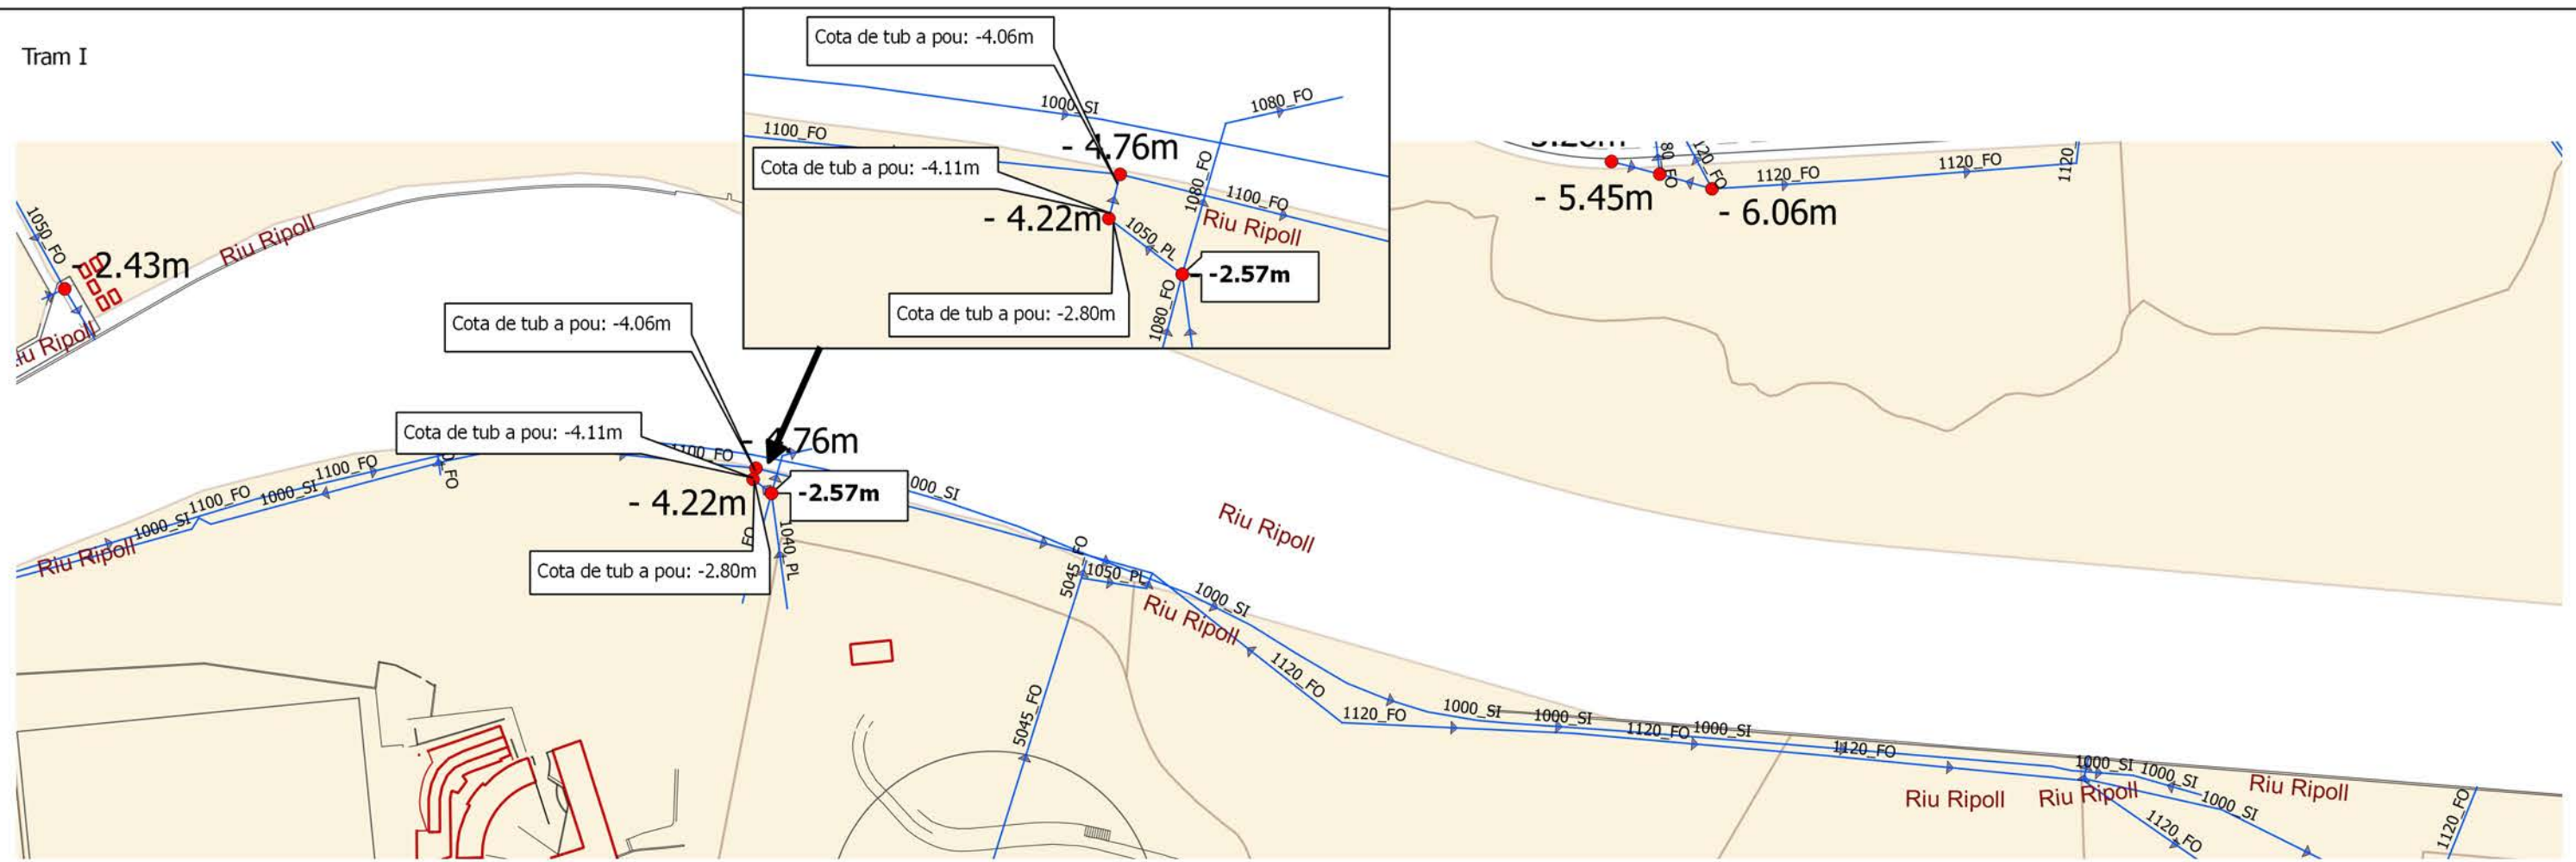 Tram I
Cota de tub a pou: -4.06m
1000_SI
1080_FO
1100_FO
- 4.76m
Cota de tub a pou: -4.11m
1080_FO
1100_FO
- 4.22m
1050_PL
Riu Ripoll
-2.57m
Cota de tub a pou: -2.80m
1080_FO
- 5.45m
- 6.06m
1120_FO
1120_FO
1120_
1050_FO
- 2.43m
Riu Ripoll
Riu Ripoll
Cota de tub a pou: -4.06m
Cota de tub a pou: -4.11m
1100_FO
1100_FO
1000_SI
1100_FO
1000_SI
Riu Ripoll
- 4.22m
-2.57m
000_SI
FO
1040_PL
Cota de tub a pou: -2.80m
Riu Ripoll
5045_FO
1050_PL
1000_SI
Riu Ripoll
1120_FO
5045_FO
1120_FO
1000_SI
1000_SI
1120_FO
1000_SI
1120_FO
1000_SI
1000_SI
1000_SI
Riu Ripoll
Riu Ripoll
Riu Ripoll
1120_FO
1120_FO